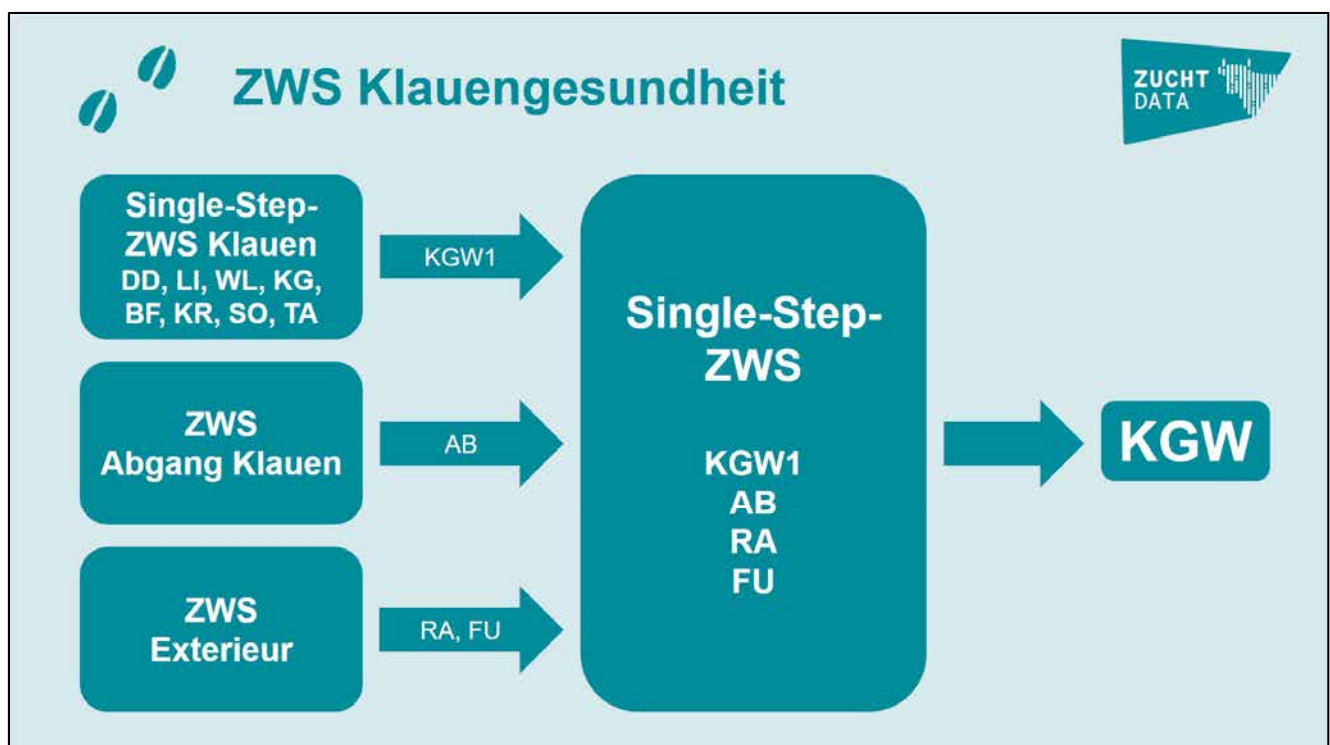 ZWS Klauengesundheit
ZUCHT
DATA
Single-Step-
ZWS Klauen
DD, LI, WL, KG,
BF, KR, SO, TA
KGW1
ZWS
Abgang Klauen
AB
ZWS
Exterieur
RA, FU
Single-Step-
ZWS
KGW1
AB
RA
FU
KGW